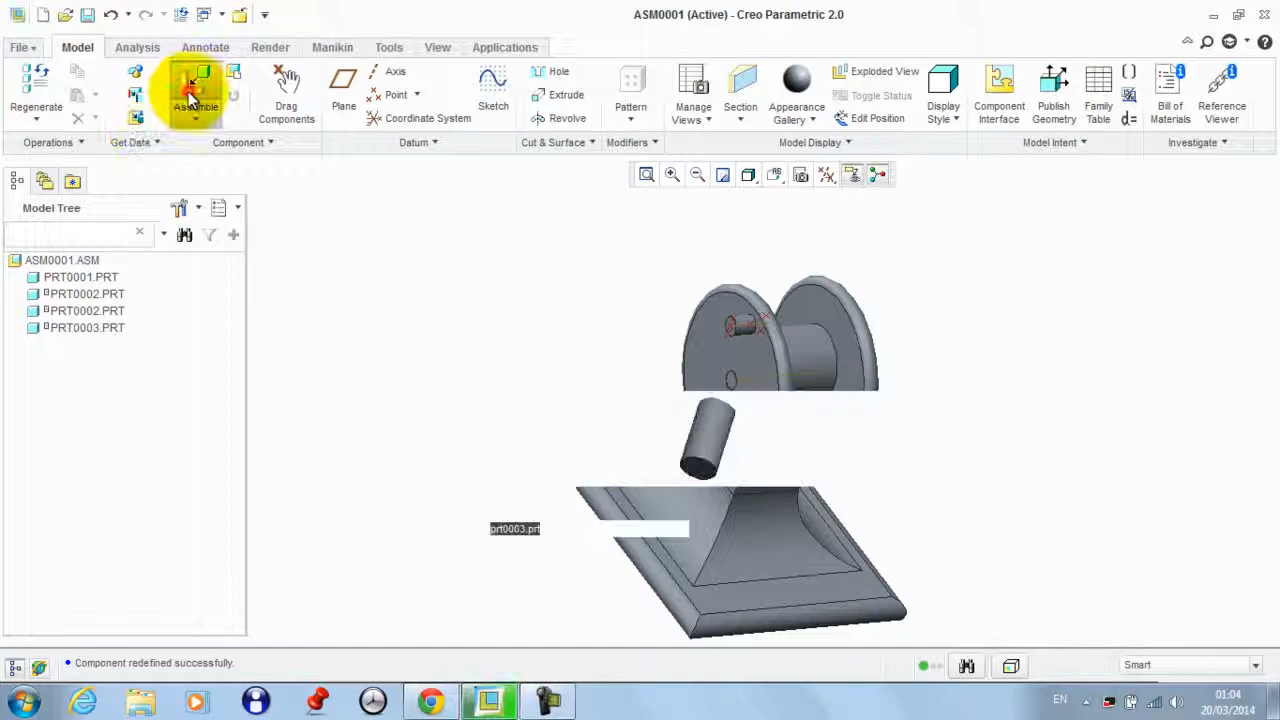 ASM0001 (Active) - Creo Parametric 2.0
File Model Analysis Annotate Render Manikin Tools View Applications
Regenerate
Assemble
Drag Components
Plane
Axis
Point
Coordinate System
Sketch
Hole
Extrude
Revolve
Pattern
Manage Views
Section
Appearance Gallery
Exploded View
Toggle Status
Edit Position
Display Style
Component Interface
Publish Geometry
Family Table
d=
Bill of Materials
Reference Viewer
Operations Get Data Component Datum Cut & Surface Modifiers Model Display Model Intent Investigate
Model Tree
ASM0001.ASM
PRT0001.PRT
PRT0002.PRT
PRT0002.PRT
PRT0003.PRT
prt0003.prt
Component redefined successfully.
Smart
EN
01:04
20/03/2014